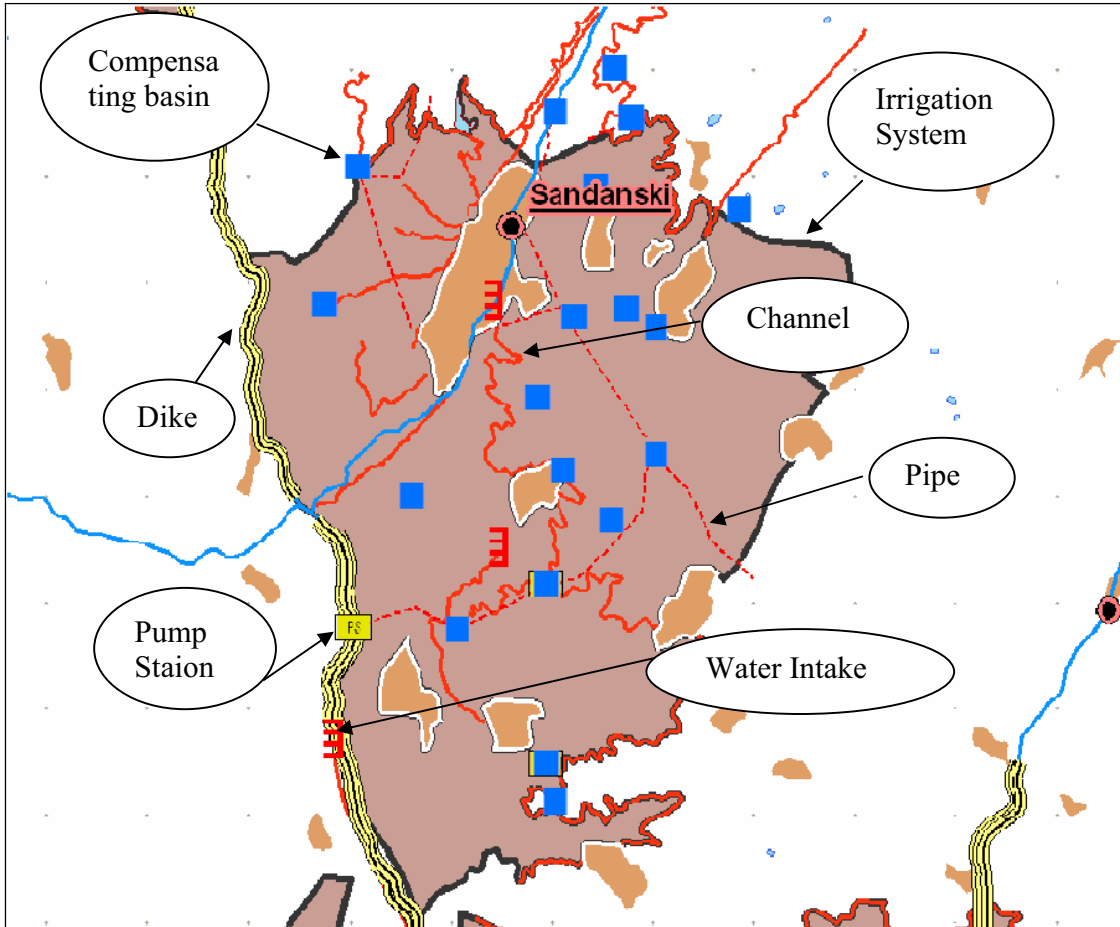 Compensa
ting basin
Irrigation
System
Sandanski
Channel
Dike
Pipe
Pump
Staion
PS
Water Intake